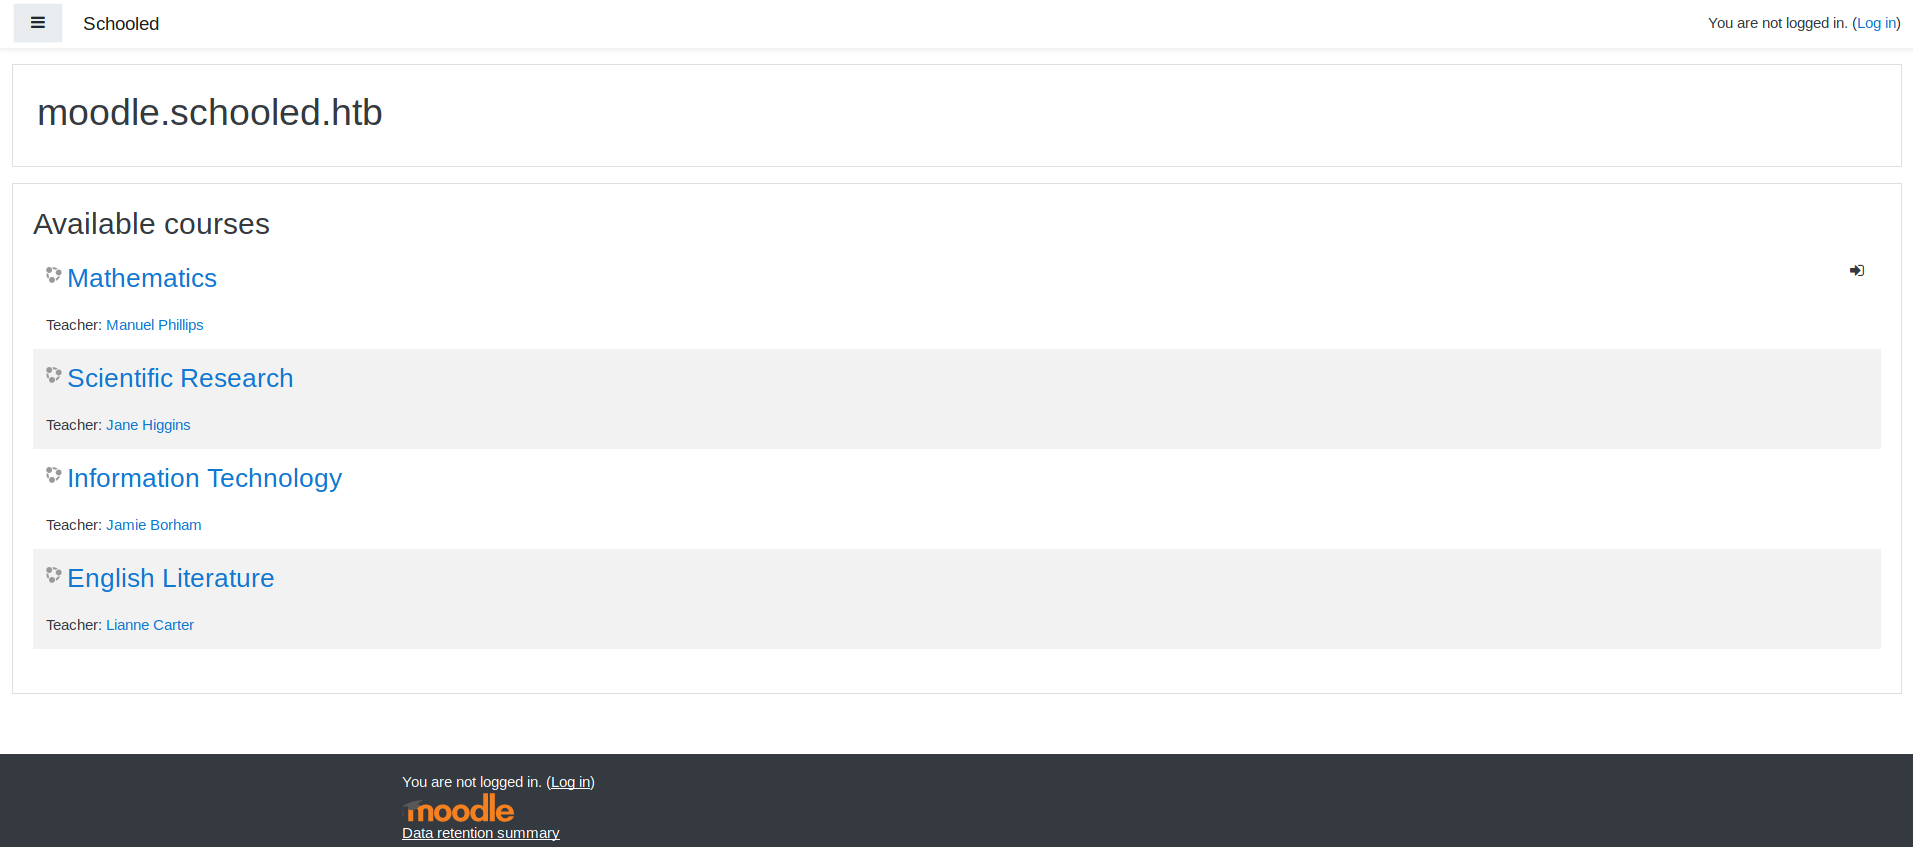 Schooled
You are not logged in. (Log in)
moodle.schooled.htb
Available courses
Mathematics
Teacher: Manuel Phillips
Scientific Research
Teacher: Jane Higgins
Information Technology
Teacher: Jamie Borham
English Literature
Teacher: Lianne Carter
You are not logged in. (Log in)
moodle
Data retention summary